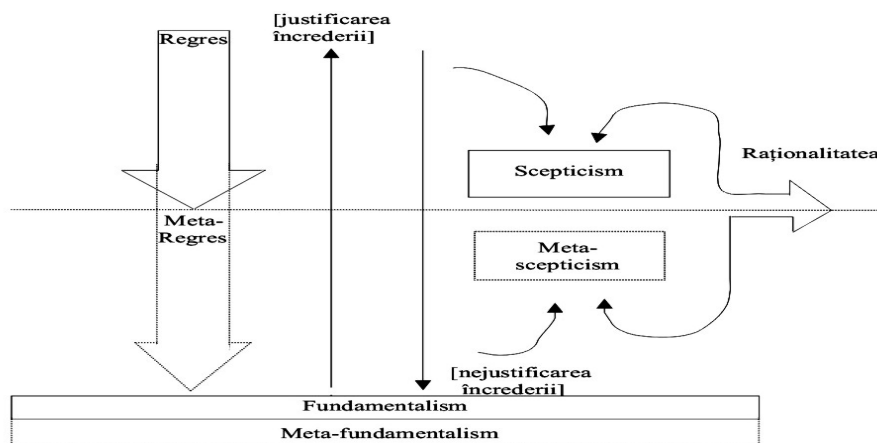 Regres
[justificarea
încrederii]
Scepticism
Raționalitatea
Meta-
Regres
Meta-
scepticism
[nejustificarea
încrederii]
Fundamentalism
Meta-fundamentalism